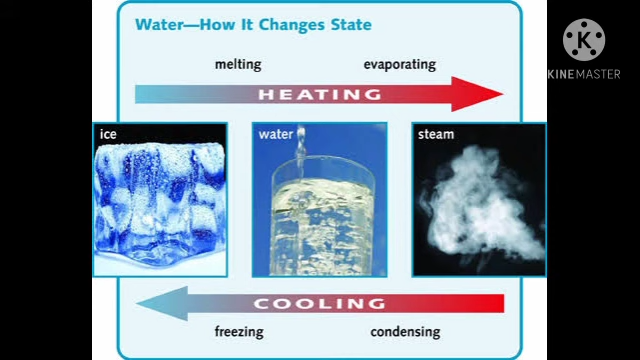 Water—How It Changes State
melting evaporating
HEATING
KINEMASTER
ice water steam
COOLING
freezing condensing